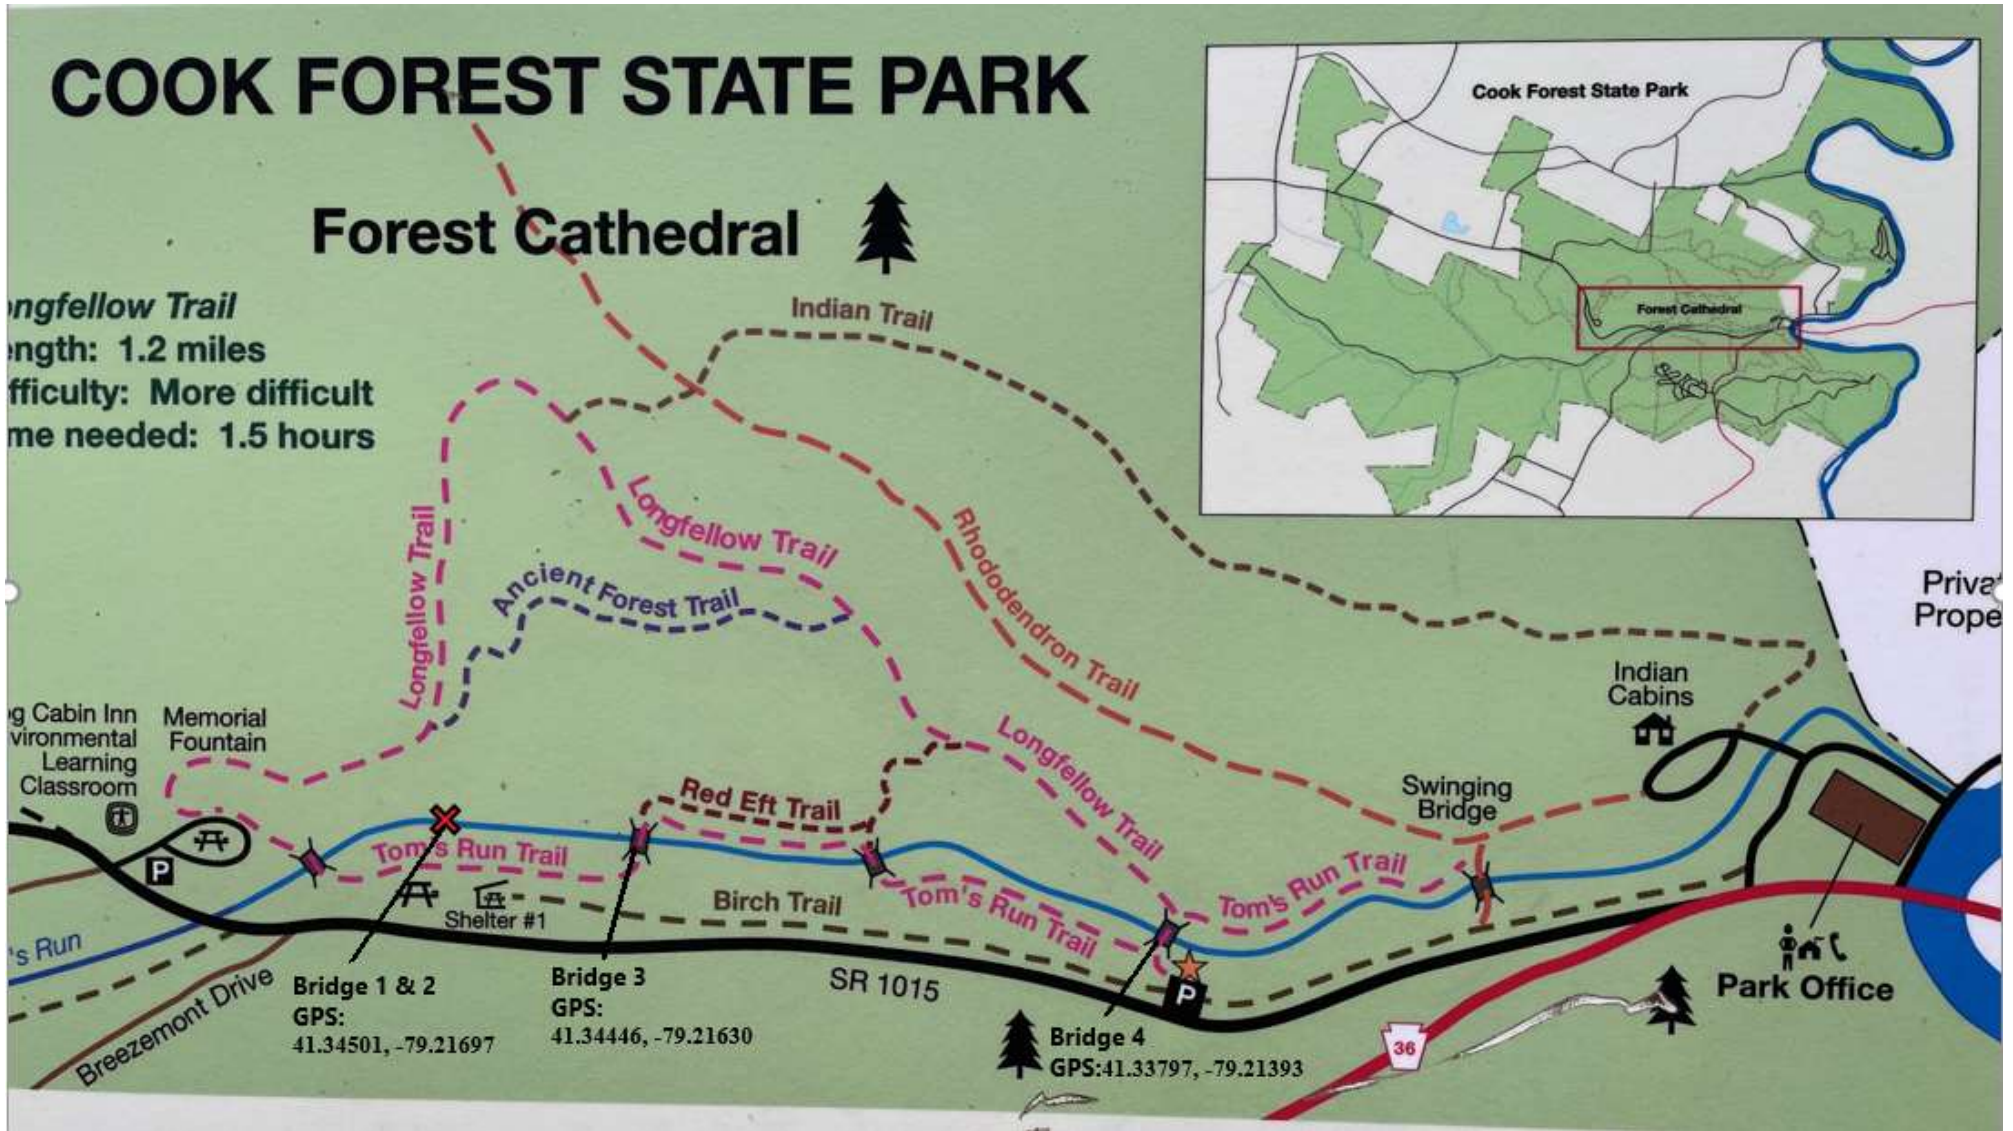 COOK FOREST STATE PARK
Forest Cathedral
ongfellow Trail
ength: 1.2 miles
fficulty: More difficult
me needed: 1.5 hours
Cook Forest State Park
Forest Cathedral
Indian Trail
Longfellow Trail
Longfellow Trail
Ancient Forest Trail
Rhododendron Trail
Priva
Prope
Indian
Cabins
og Cabin Inn
vironmental
Learning
Classroom
Memorial
Fountain
Longfellow Trail
Swinging
Bridge
Red Eft Trail
P
Tom's Run Trail
Shelter #1
Birch Trail
Tom's Run Trail
Tom's Run Trail
's Run
Breezemont Drive
Bridge 1 & 2
GPS:
41.34501, -79.21697
Bridge 3
GPS:
41.34446, -79.21630
SR 1015
P
Bridge 4
GPS:41.33797, -79.21393
36
Park Office